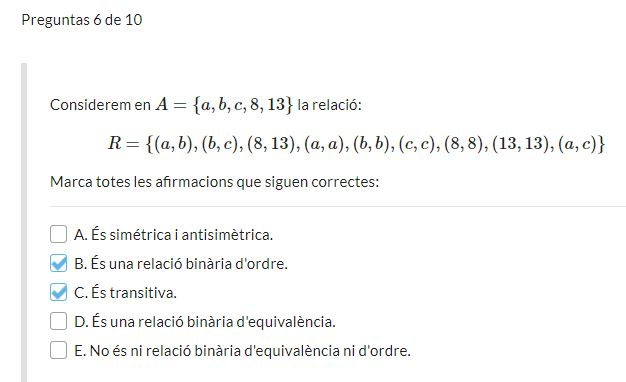 Preguntas 6 de 10
Considerem en A = {a, b, c, 8, 13} la relació:
R = {(a, b), (b, c), (8, 13), (a, a), (b, b), (c, c), (8, 8), (13, 13), (a, c)}
Marca totes les afirmacions que siguen correctes:
A. És simétrica i antisimètrica.
B. És una relació binària d'ordre.
C. És transitiva.
D. És una relació binària d'equivalència.
E. No és ni relació binària d'equivalència ni d'ordre.